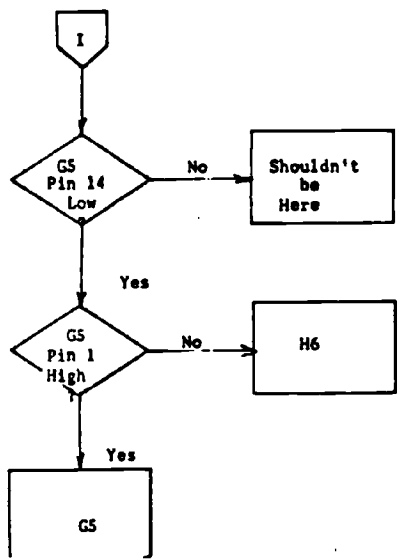 I
G5
Pin 14
Low
No
Shouldn't
be
Here
Yes
G5
Pin 1
High
No
H6
Yes
G5